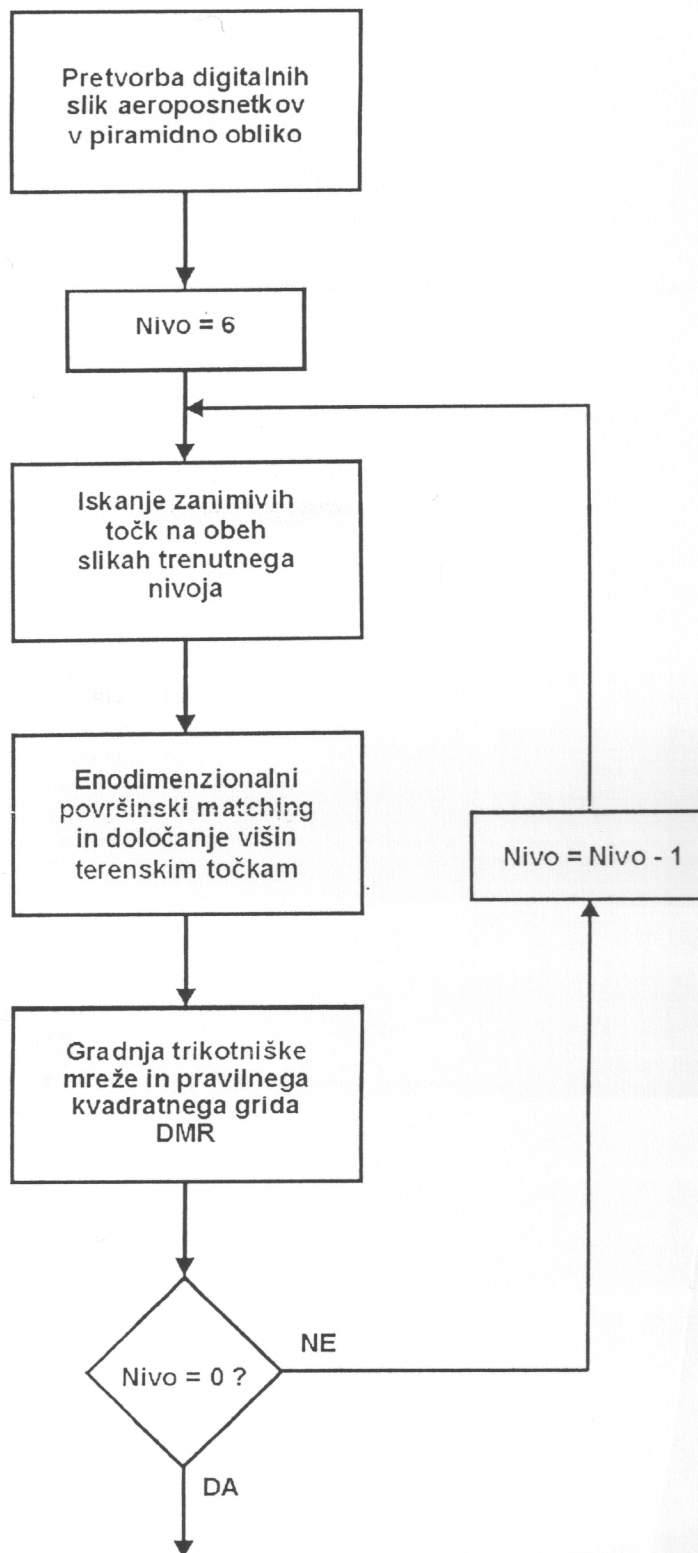 Pretvorba digitalnih
slik aeroposnetkov
v piramidno obliko
Nivo = 6
Iskanje zanimivih
točk na obeh
slikah trenutnega
nivoja
Enodimenzionalni
površinski matching
in določanje višin
terenskim točkam
Nivo = Nivo - 1
Gradnja trikotniške
mreže in pravilnega
kvadratnega grida
DMR
NE
Nivo = 0 ?
DA